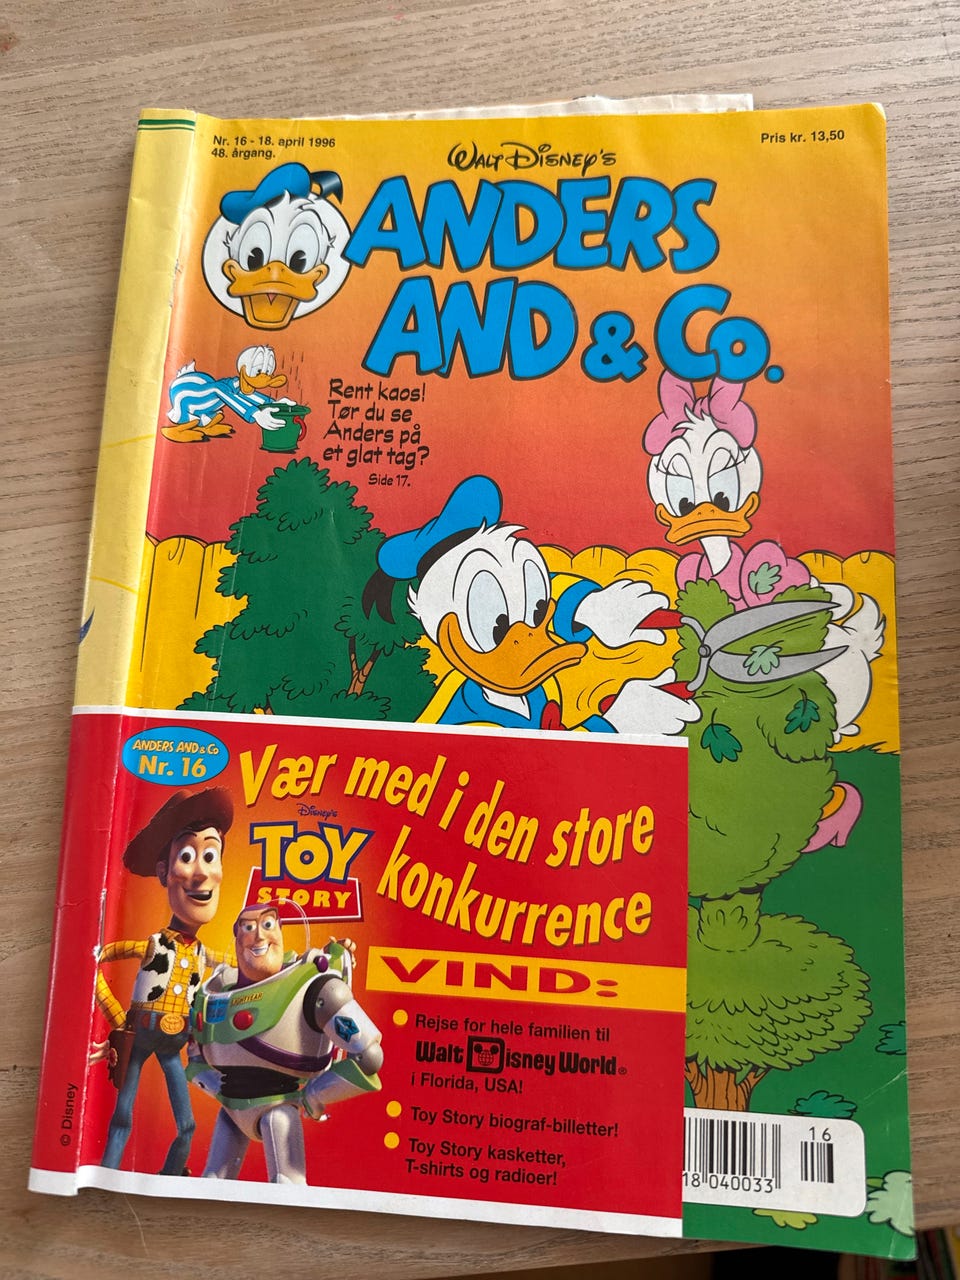 Nr. 16 - 18. april 1996
48. årgang.
Pris kr. 13,50
WALT DISNEY'S
ANDERS
AND & Co.
Rent kaos!
Tør du se
Anders på
et glat tag?
Side 17.
ANDERS AND & Co
Nr. 16
Vær med i den store
konkurrence
DISNEY'S
TOY
STORY
VIND:
LIGHTYEAR
Rejse for hele familien til
Walt Disney World®
i Florida, USA!
Toy Story biograf-billetter!
Toy Story kasketter,
T-shirts og radioer!
© Disney
16
18 040033